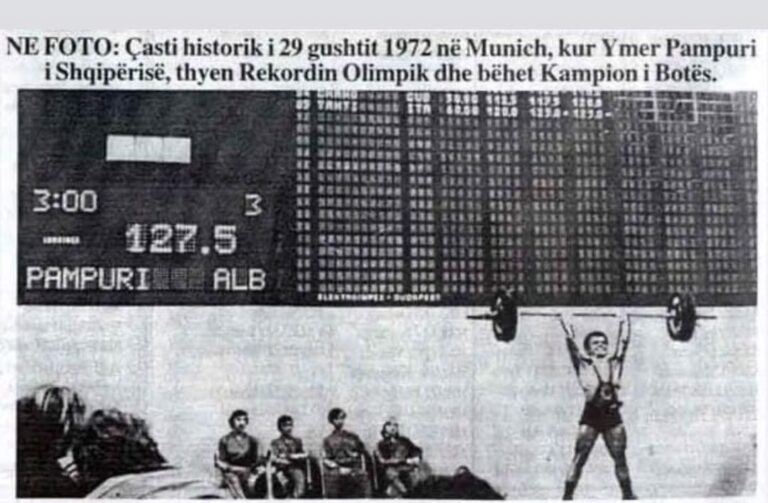 NE FOTO: Çasti historik i 29 gushtit 1972 në Munich, kur Ymer Pampuri
i Shqipërisë, thyen Rekordin Olimpik dhe bëhet Kampion i Botës.
3:00 3
LONGINES
127.5
PAMPURI ALB
ELEKTROIMPEX - BUDAPEST